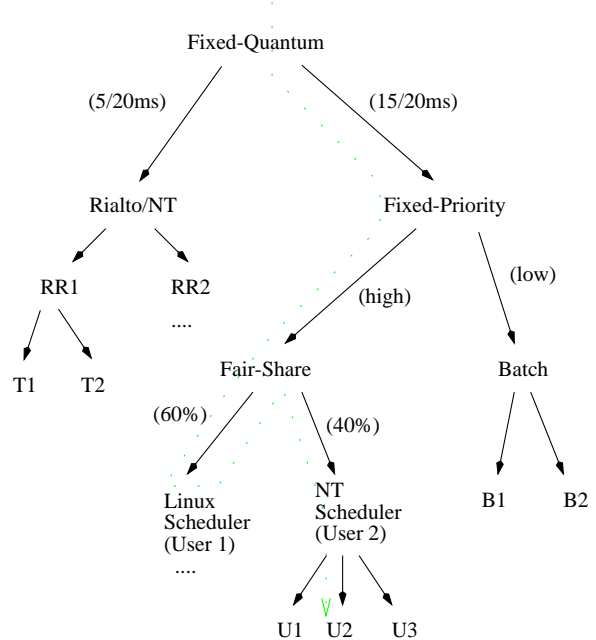 Fixed-Quantum
(5/20ms)
(15/20ms)
Rialto/NT
Fixed-Priority
RR1
RR2
....
(high)
(low)
T1
T2
Fair-Share
Batch
(60%)
(40%)
Linux
Scheduler
(User 1)
....
NT
Scheduler
(User 2)
B1
B2
U1
U2
U3